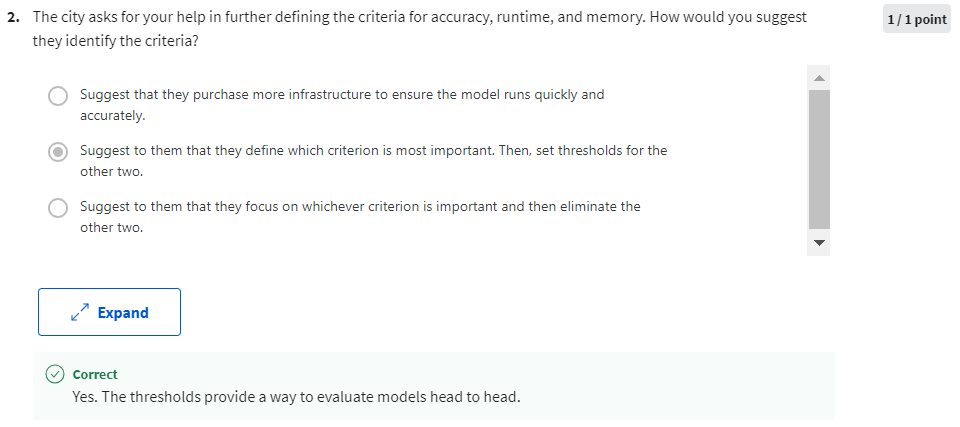 2. The city asks for your help in further defining the criteria for accuracy, runtime, and memory. How would you suggest
they identify the criteria?
1 / 1 point
Suggest that they purchase more infrastructure to ensure the model runs quickly and
accurately.
Suggest to them that they define which criterion is most important. Then, set thresholds for the
other two.
Suggest to them that they focus on whichever criterion is important and then eliminate the
other two.
Expand
Correct
Yes. The thresholds provide a way to evaluate models head to head.